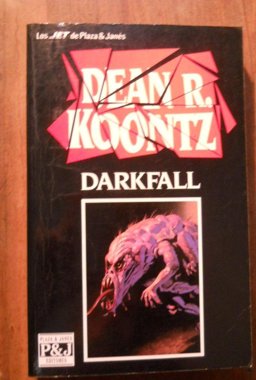 Los JET de Plaza & Janés
DEAN R.
KOONTZ
DARKFALL
PLAZA & JANES
P&J
EDITORES